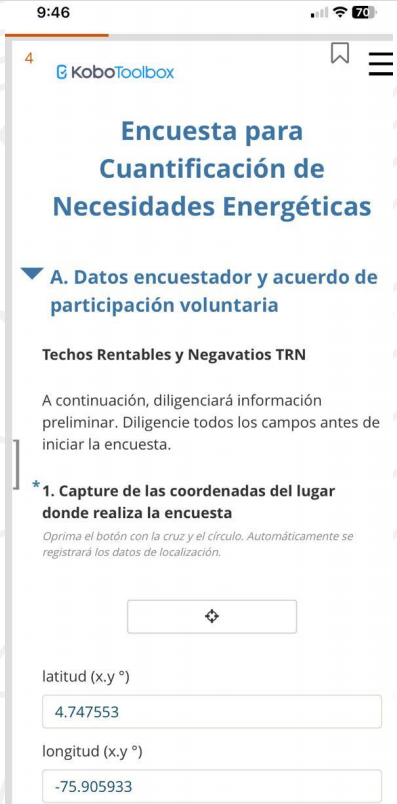 9:46
70
4
KoboToolbox
Encuesta para
Cuantificación de
Necesidades Energéticas
A. Datos encuestador y acuerdo de
participación voluntaria
Techos Rentables y Negavatios TRN
A continuación, diligenciará información
preliminar. Diligencie todos los campos antes de
iniciar la encuesta.
* 1. Capture de las coordenadas del lugar
donde realiza la encuesta
Oprima el botón con la cruz y el círculo. Automáticamente se
registrará los datos de localización.
latitud (x.y °)
4.747553
longitud (x.y °)
-75.905933